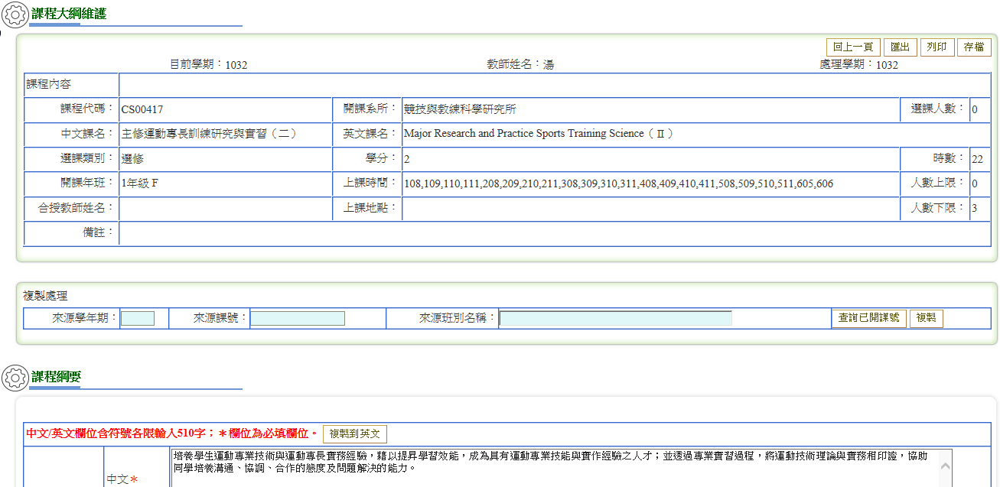 課程大綱維護
回上一頁 匯出 列印 存檔
目前學期：1032 教師姓名：湯 處理學期：1032
課程內容
課程代碼： CS00417 開課系所： 競技與教練科學研究所 選課人數： 0
中文課名： 主修運動專長訓練研究與實習（二） 英文課名： Major Research and Practice Sports Training Science（Ⅱ）
選課類別： 選修 學分： 2 時數： 22
開課年班： 1年級 F 上課時間： 108,109,110,111,208,209,210,211,308,309,310,311,408,409,410,411,508,509,510,511,605,606 人數上限： 0
合授教師姓名： 上課地點： 人數下限： 3
備註：
複製處理
來源學年期： 來源課號： 來源班別名稱： 查詢已開課號 複製
課程綱要
中文/英文欄位含符號各限輸入510字；＊欄位為必填欄位。 複製到英文
培養學生運動專業技術與運動專長實務經驗，藉以提昇學習效能，成為具有運動專業技能與實作經驗之人才；並透過專業實習過程，將運動技術理論與實務相印證，協助
同學培養溝通、協調、合作的態度及問題解決的能力。
中文＊